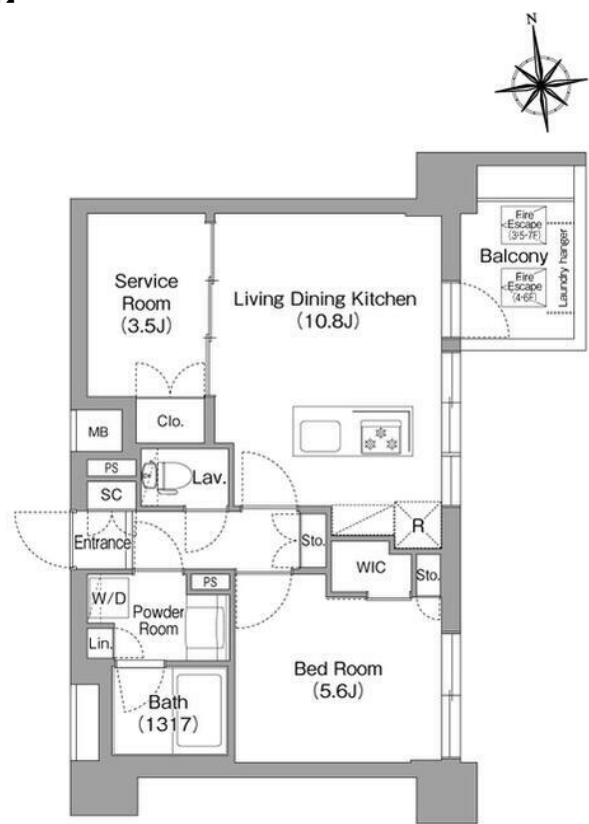 N
Fire
Escape
(3·5·7F)
Balcony
Fire
Escape
(4·6F)
Laundry hanger
Service
Room
(3.5J)
Living Dining Kitchen
(10.8J)
MB
Clo.
PS
SC
Lav.
Entrance
Sto.
R
WIC
Sto.
W/D
PS
Powder
Room
Lin.
Bed Room
(5.6J)
Bath
(1317)